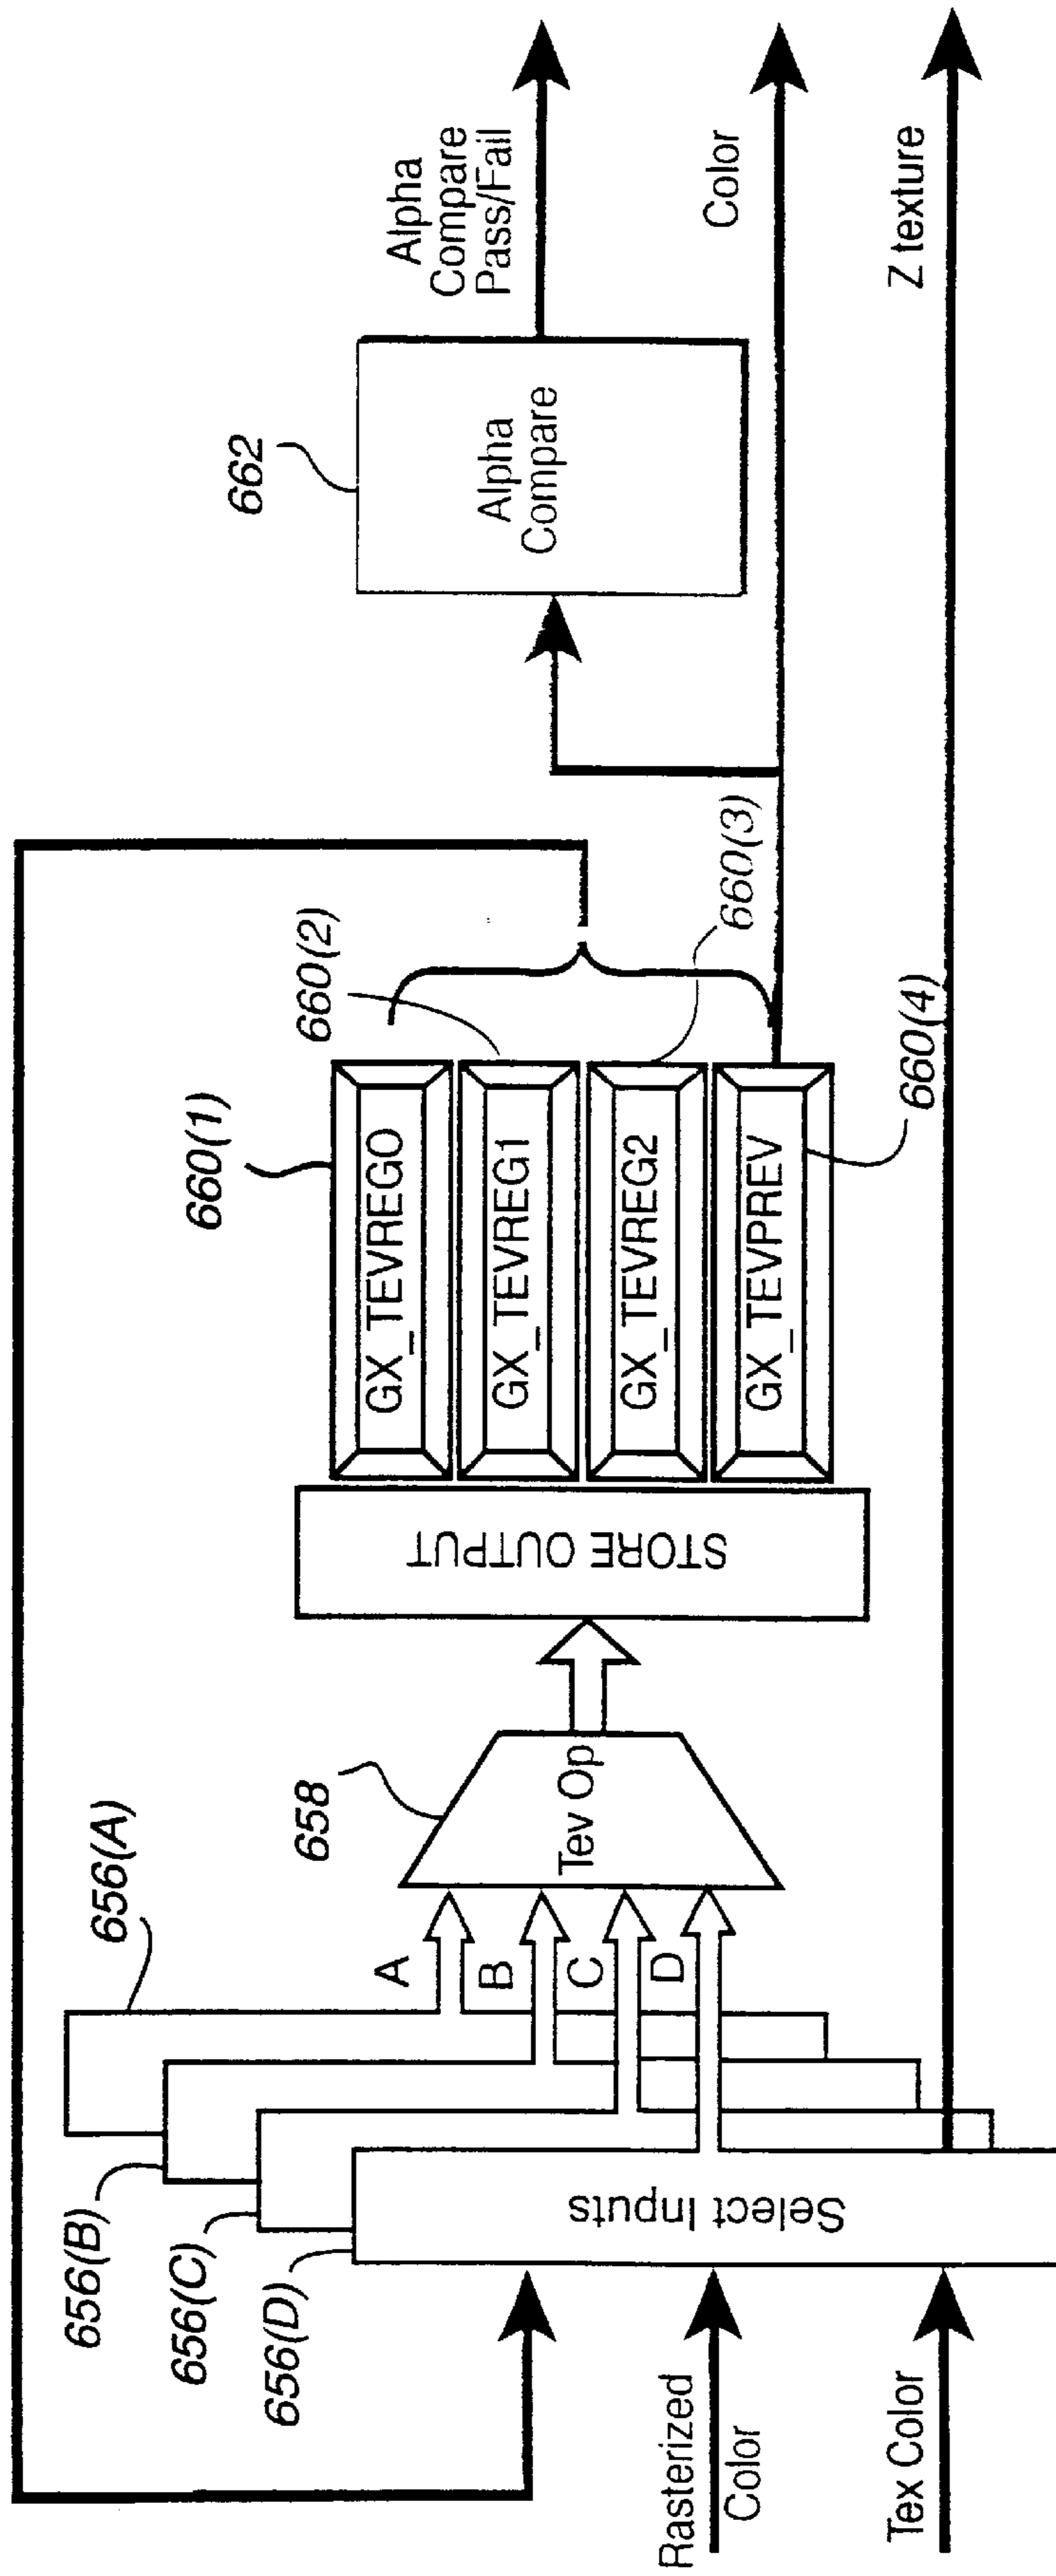 656(A)
656(B)
656(C)
656(D)
Rasterized
Color
Tex Color
Select Inputs
A
B
C
D
658
Tev Op
STORE OUTPUT
660(1)
GX_TEVREG0
660(2)
GX_TEVREG1
660(3)
GX_TEVREG2
660(4)
GX_TEVPREV
662
Alpha
Compare
Alpha
Compare
Pass/Fail
Color
Z texture